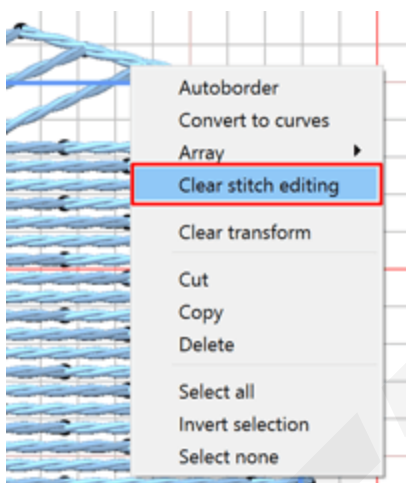 Autoborder
Convert to curves
Array
Clear stitch editing
Clear transform
Cut
Copy
Delete
Select all
Invert selection
Select none